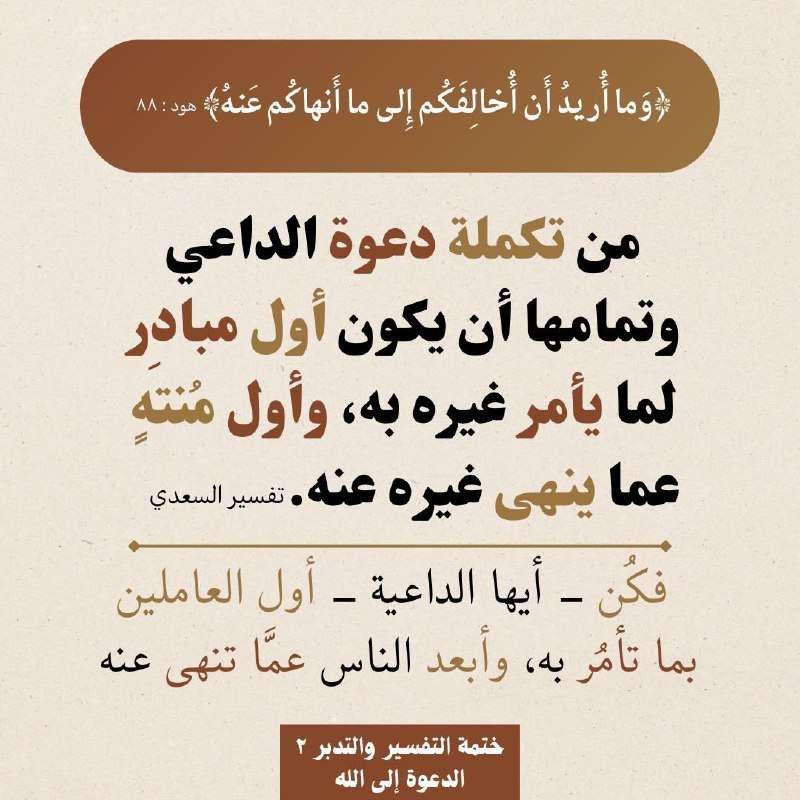 ﴿وَما أُريدُ أَن أُخالِفَكُم إِلى ما أَنهاكُم عَنهُ﴾ هود : ٨٨
من تكملة دعوة الداعي
وتمامها أن يكون أول مبادرِ
لما يأمر غيره به، وأول مُنتهٍ
عما ينهى غيره عنه. تفسير السعدي
فكُن – أيها الداعية – أول العاملين
بما تأمُر به، وأبعد الناس عمَّا تنهى عنه
ختمة التفسير والتدبر ٢
الدعوة إلى الله